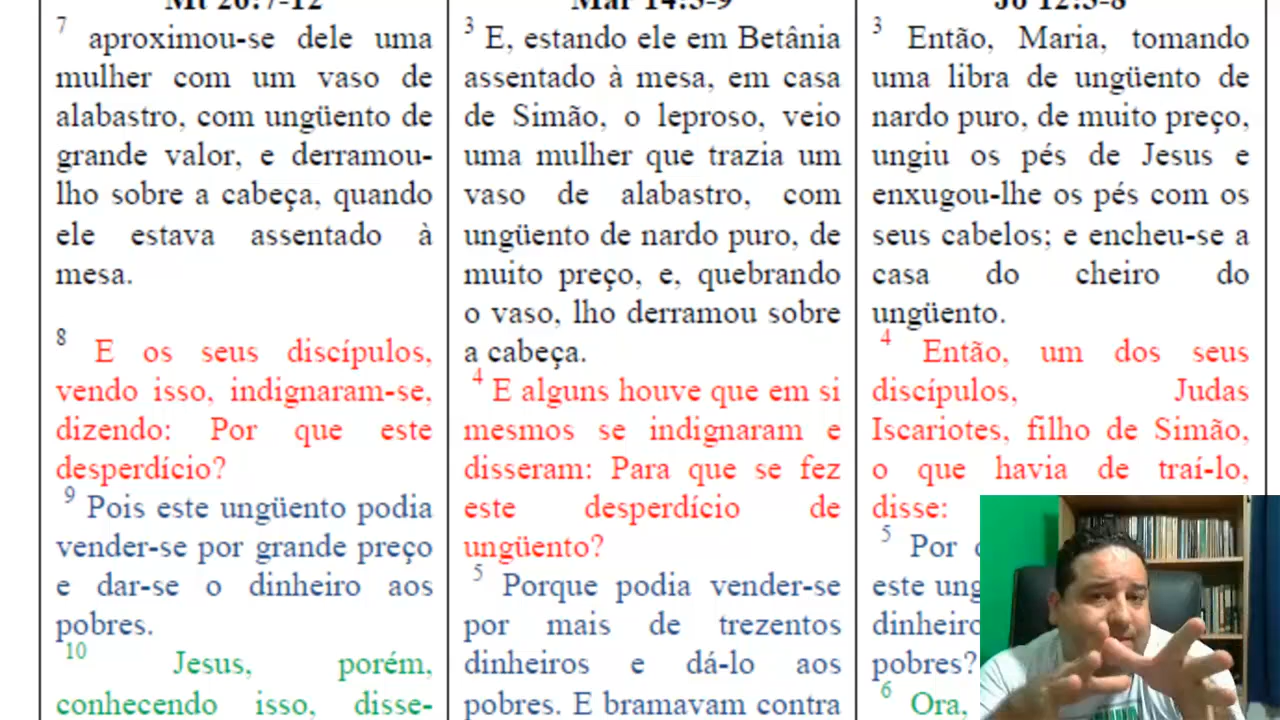 Mt 26:7-12
7 aproximou-se dele uma
mulher com um vaso de
alabastro, com ungüento de
grande valor, e derramou-
lho sobre a cabeça, quando
ele estava assentado à
mesa.
8 E os seus discípulos,
vendo isso, indignaram-se,
dizendo: Por que este
desperdício?
9 Pois este ungüento podia
vender-se por grande preço
e dar-se o dinheiro aos
pobres.
10 Jesus, porém,
conhecendo isso, disse-
Mar 14:3-9
3 E, estando ele em Betânia
assentado à mesa, em casa
de Simão, o leproso, veio
uma mulher que trazia um
vaso de alabastro, com
ungüento de nardo puro, de
muito preço, e, quebrando
o vaso, lho derramou sobre
a cabeça.
4 E alguns houve que em si
mesmos se indignaram e
disseram: Para que se fez
este desperdício de
ungüento?
5 Porque podia vender-se
por mais de trezentos
dinheiros e dá-lo aos
pobres. E bramavam contra
Jo 12:3-8
3 Então, Maria, tomando
uma libra de ungüento de
nardo puro, de muito preço,
ungiu os pés de Jesus e
enxugou-lhe os pés com os
seus cabelos; e encheu-se a
casa do cheiro do
ungüento.
4 Então, um dos seus
discípulos, Judas
Iscariotes, filho de Simão,
o que havia de traí-lo,
disse:
5 Por
este
pobres?
6 Ora,